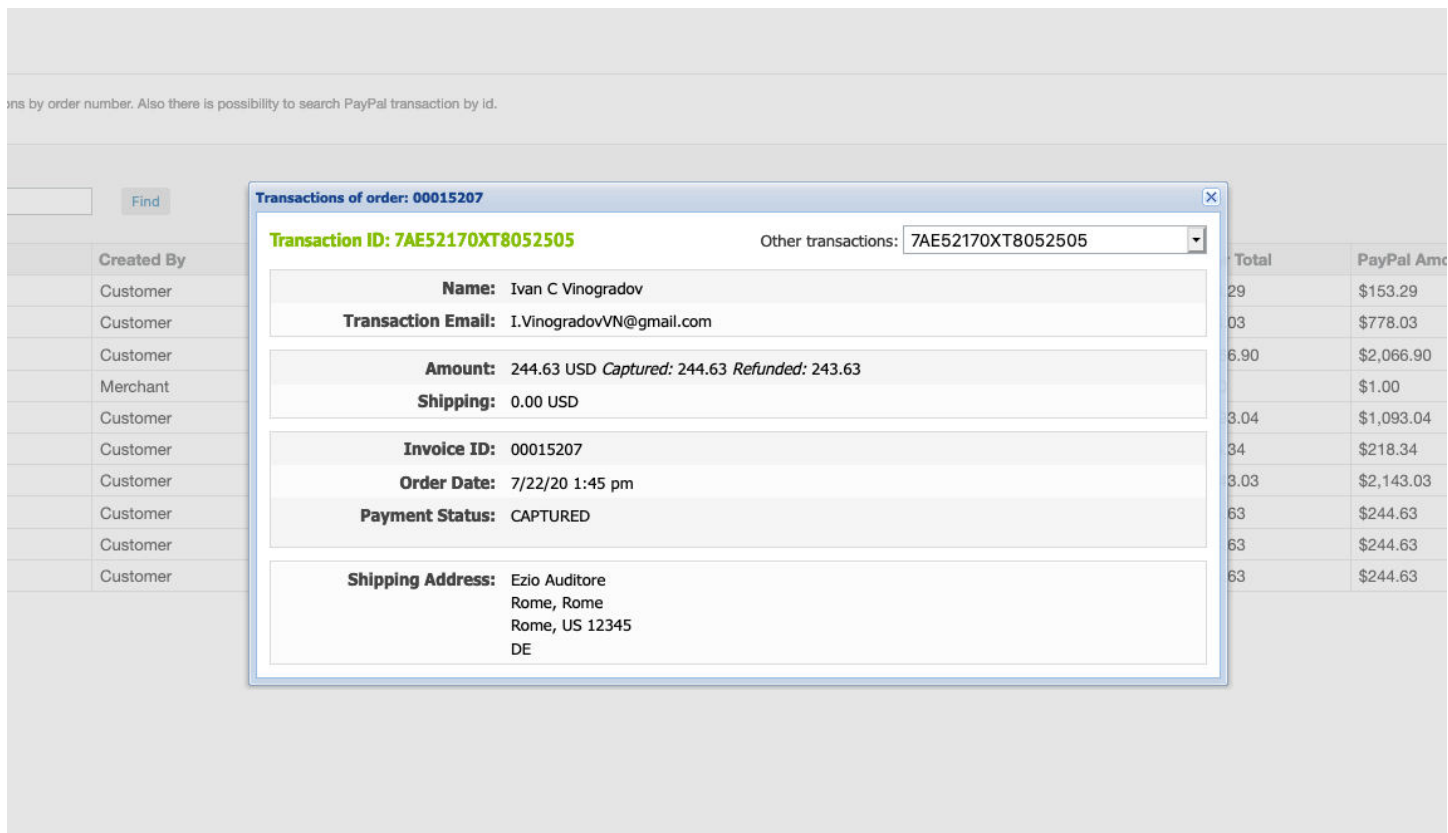 ons by order number. Also there is possibility to search PayPal transaction by id.
Find
Transactions of order: 00015207
Transaction ID: 7AE52170XT8052505 Other transactions: 7AE52170XT8052505
Created By Total PayPal Amo
Customer 29 $153.29
Customer 03 $778.03
Customer 6.90 $2,066.90
Merchant $1.00
Customer 3.04 $1,093.04
Customer 34 $218.34
Customer 3.03 $2,143.03
Customer 63 $244.63
Customer 63 $244.63
Customer 63 $244.63
Name: Ivan C Vinogradov
Transaction Email: I.VinogradovVN@gmail.com
Amount: 244.63 USD Captured: 244.63 Refunded: 243.63
Shipping: 0.00 USD
Invoice ID: 00015207
Order Date: 7/22/20 1:45 pm
Payment Status: CAPTURED
Shipping Address: Ezio Auditore
Rome, Rome
Rome, US 12345
DE